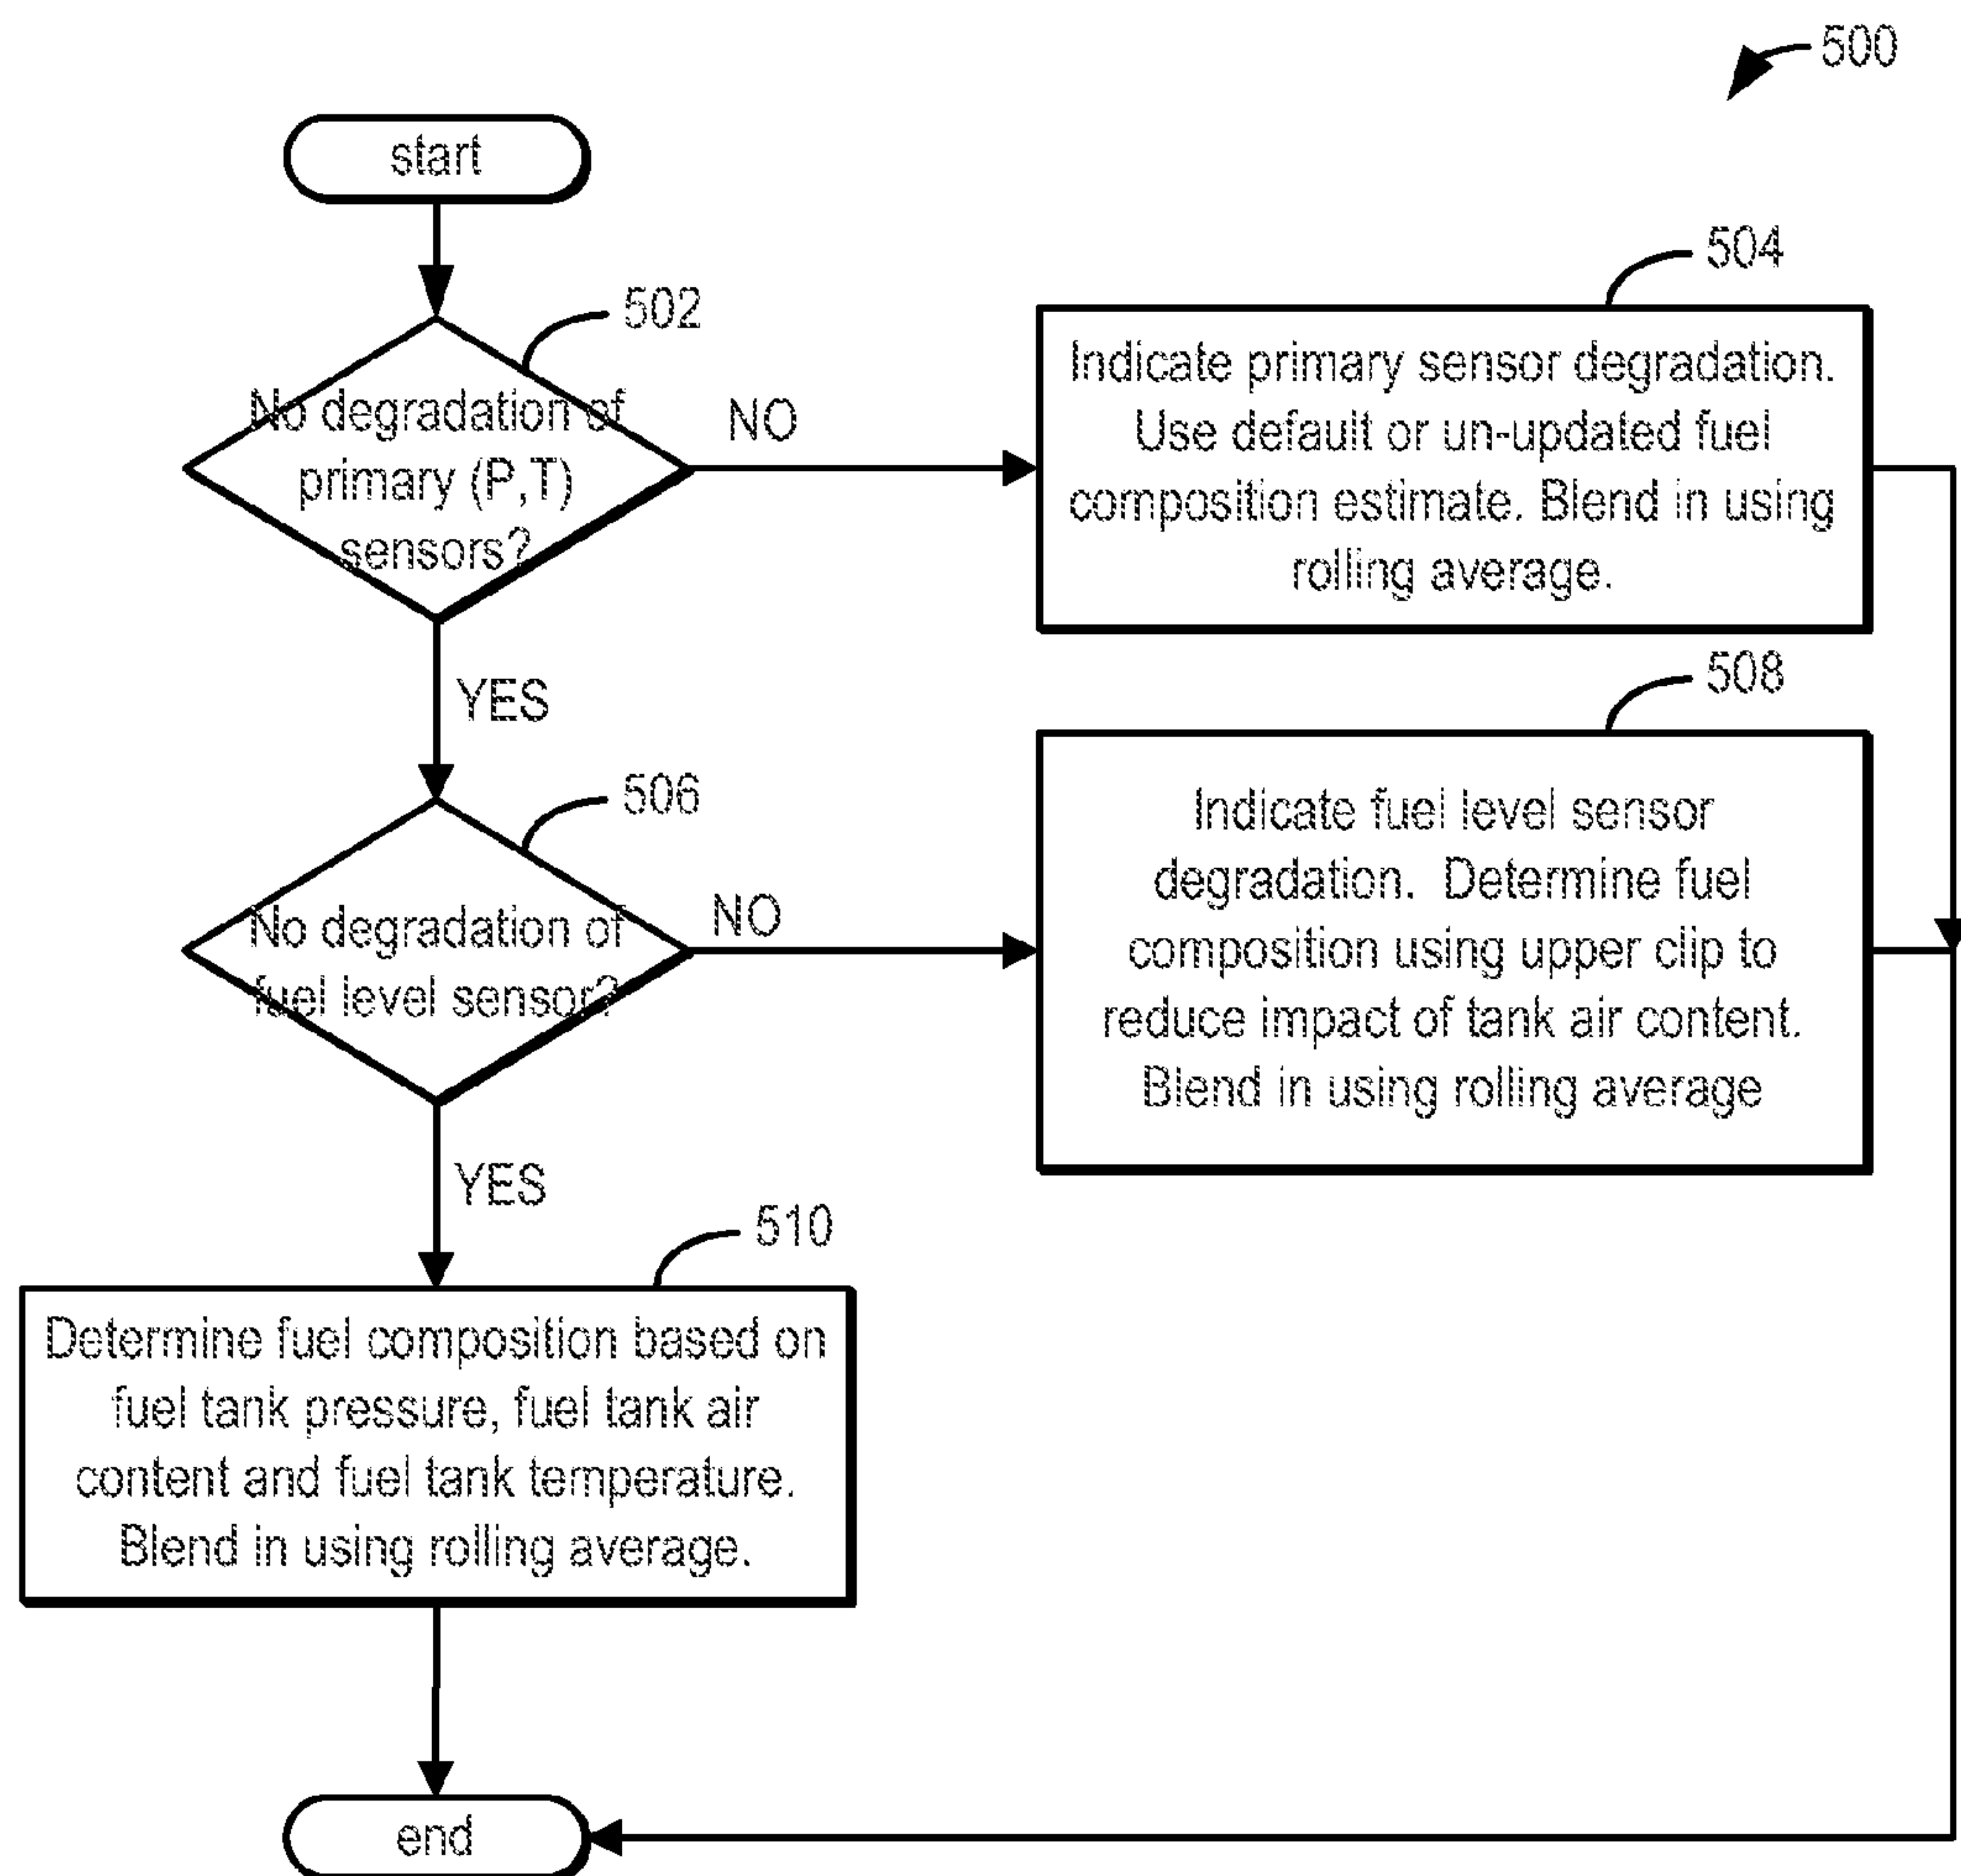 500
start
502
No degradation of
primary (P,T)
sensors?
NO
504
Indicate primary sensor degradation.
Use default or un-updated fuel
composition estimate. Blend in using
rolling average.
YES
506
No degradation of
fuel level sensor?
NO
508
Indicate fuel level sensor
degradation.  Determine fuel
composition using upper clip to
reduce impact of tank air content.
Blend in using rolling average
YES
510
Determine fuel composition based on
fuel tank pressure, fuel tank air
content and fuel tank temperature.
Blend in using rolling average.
end